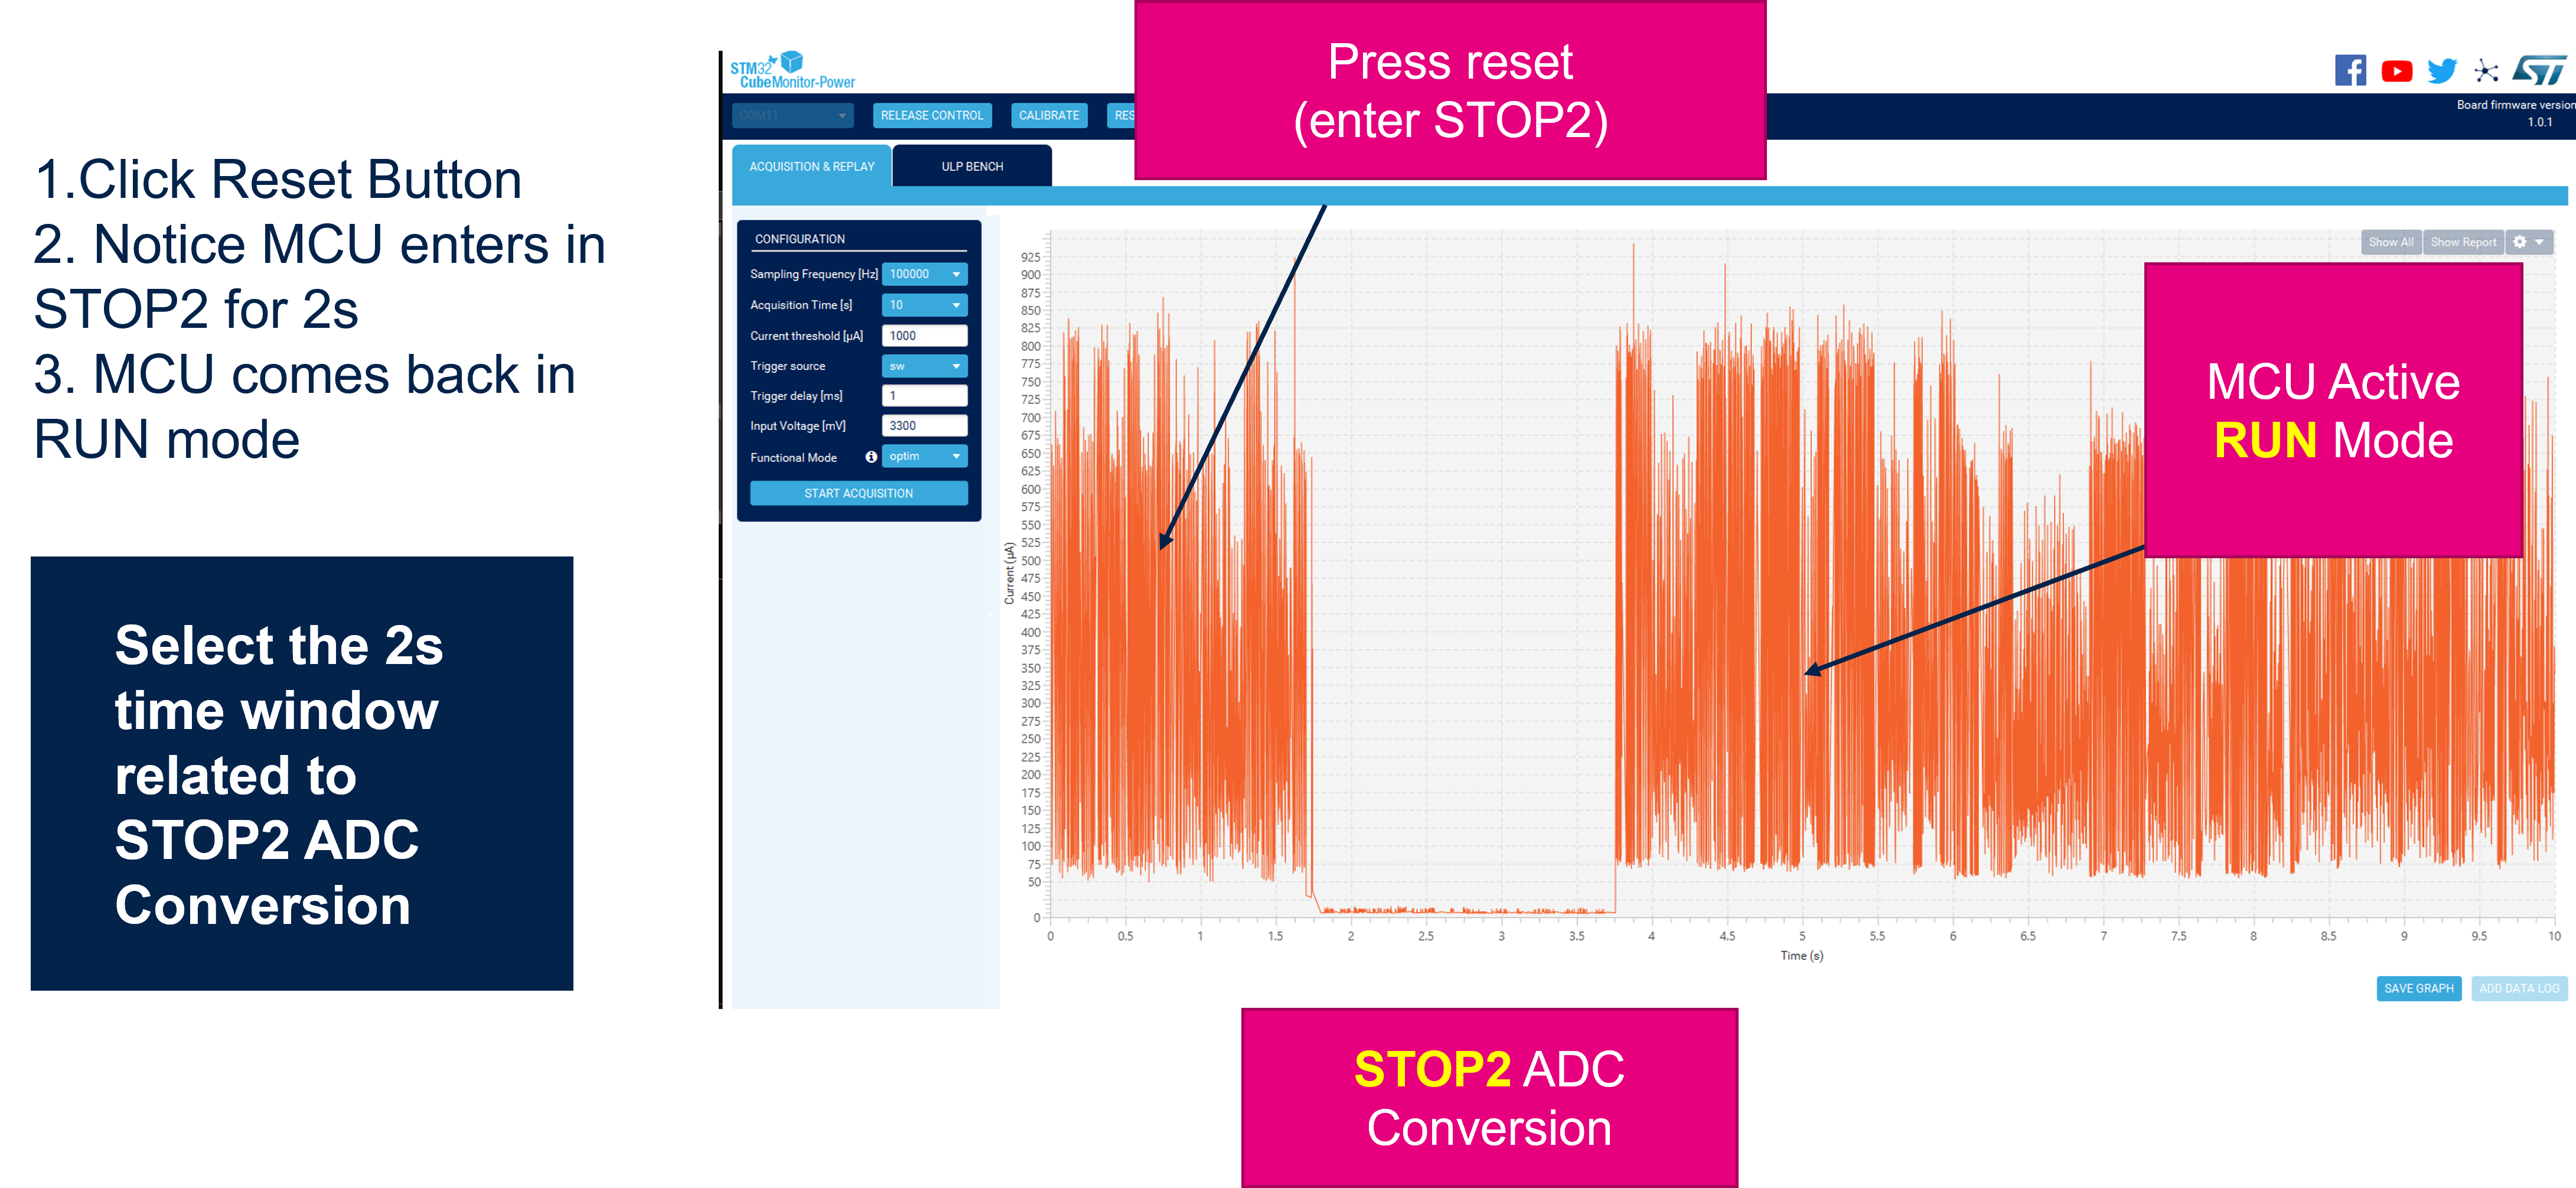 1.Click Reset Button
2. Notice MCU enters in
STOP2 for 2s
3. MCU comes back in
RUN mode
Select the 2s
time window
related to
STOP2 ADC
Conversion
Press reset
(enter STOP2)
STM32
CubeMonitor-Power
COM11
RELEASE CONTROL
CALIBRATE
Board firmware version
1.0.1
ACQUISITION & REPLAY
ULP BENCH
CONFIGURATION
Sampling Frequency [Hz] 100000
Acquisition Time [s] 10
Current threshold [µA] 1000
Trigger source sw
Trigger delay [ms] 1
Input Voltage [mV] 3300
Functional Mode optim
START ACQUISITION
Show All
Show Report
MCU Active
RUN Mode
Current (µA)
925
900
875
850
825
800
775
750
725
700
675
650
625
600
575
550
525
500
475
450
425
400
375
350
325
300
275
250
225
200
175
150
125
100
75
50
0
0 0.5 1 1.5 2 2.5 3 3.5 4 4.5 5 5.5 6 6.5 7 7.5 8 8.5 9 9.5 10
Time (s)
SAVE GRAPH
ADD DATA LOG
STOP2 ADC
Conversion